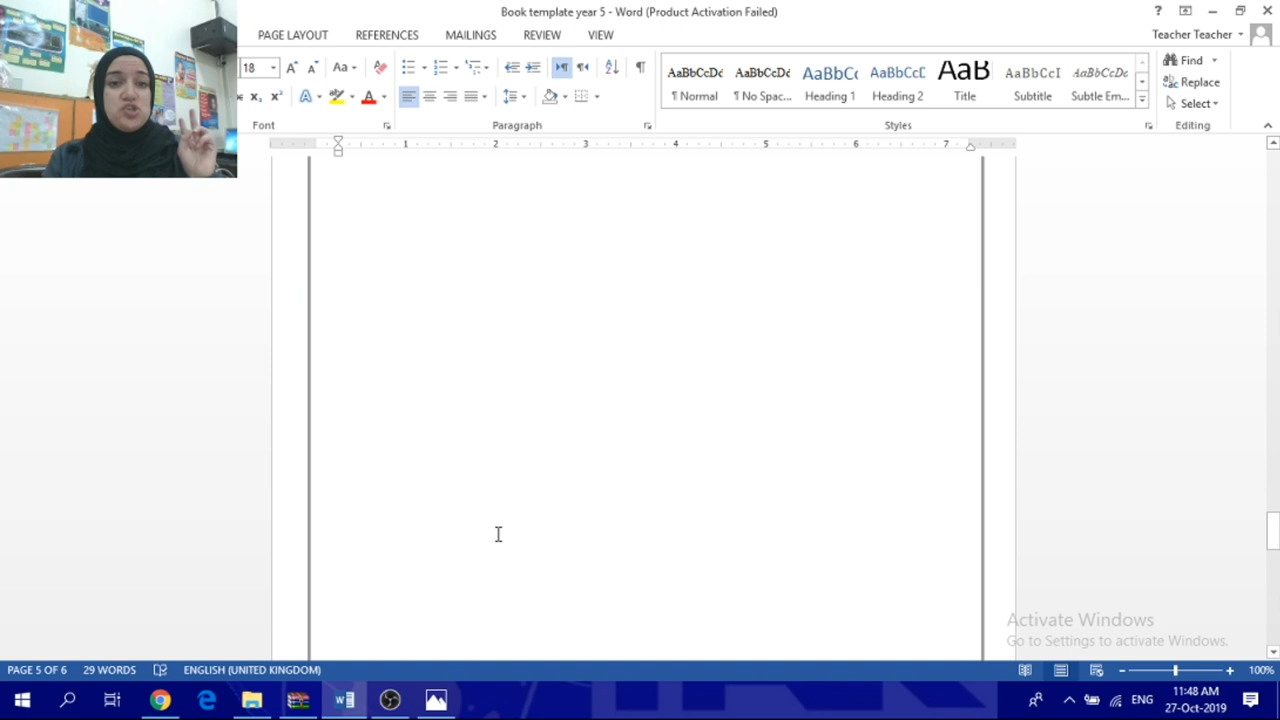 Book template year 5 - Word (Product Activation Failed)
PAGE LAYOUT REFERENCES MAILINGS REVIEW VIEW
Teacher Teacher
18 Aa
AaBbCcDc AaBbCcDc AaBbCc AaBbCcC AaB AaBbCcI AaBbCcDc
¶ Normal ¶ No Spac... Heading 1 Heading 2 Title Subtitle Subtle Em...
Find
Replace
Select
Font Paragraph Styles Editing
1 2 3 4 5 6 7
Activate Windows
Go to Settings to activate Windows.
PAGE 5 OF 6 29 WORDS ENGLISH (UNITED KINGDOM) 100%
ENG 11:48 AM
27-Oct-2019